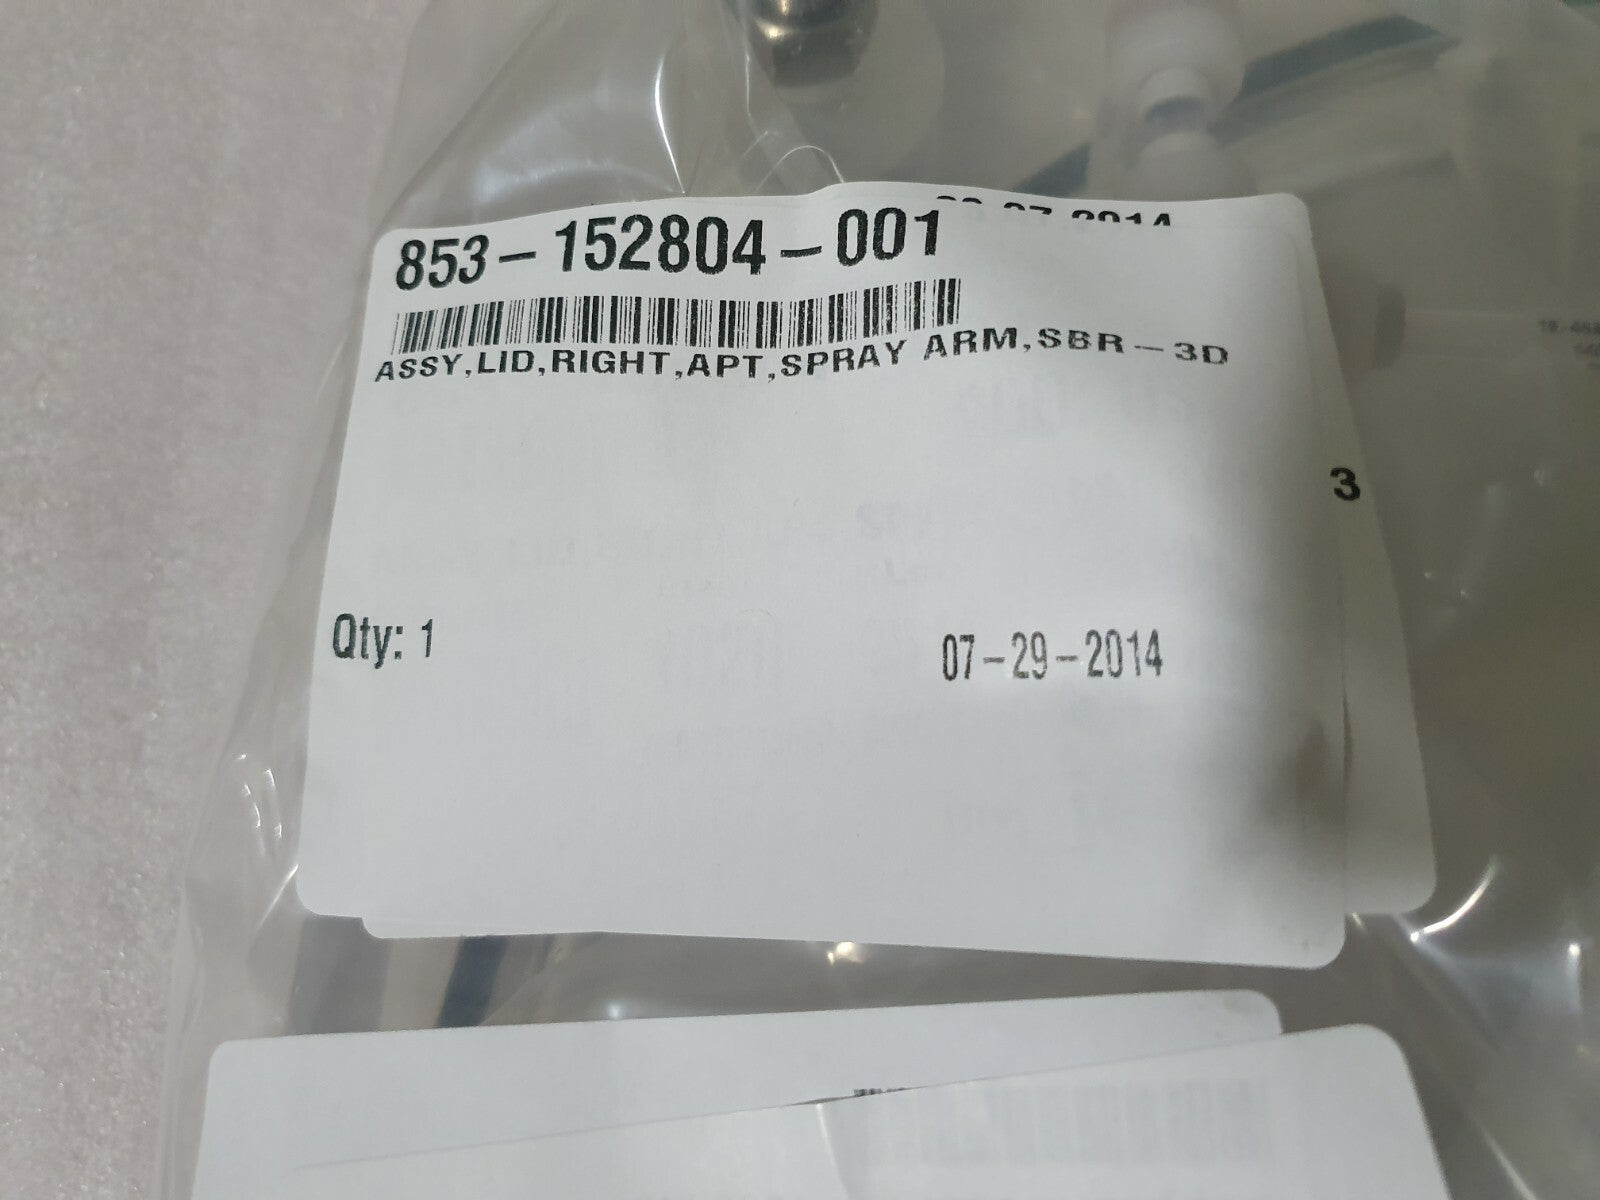 853-152804-001
ASSY,LID,RIGHT,APT,SPRAY ARM,SBR-3D
3
Qty: 1
07-29-2014